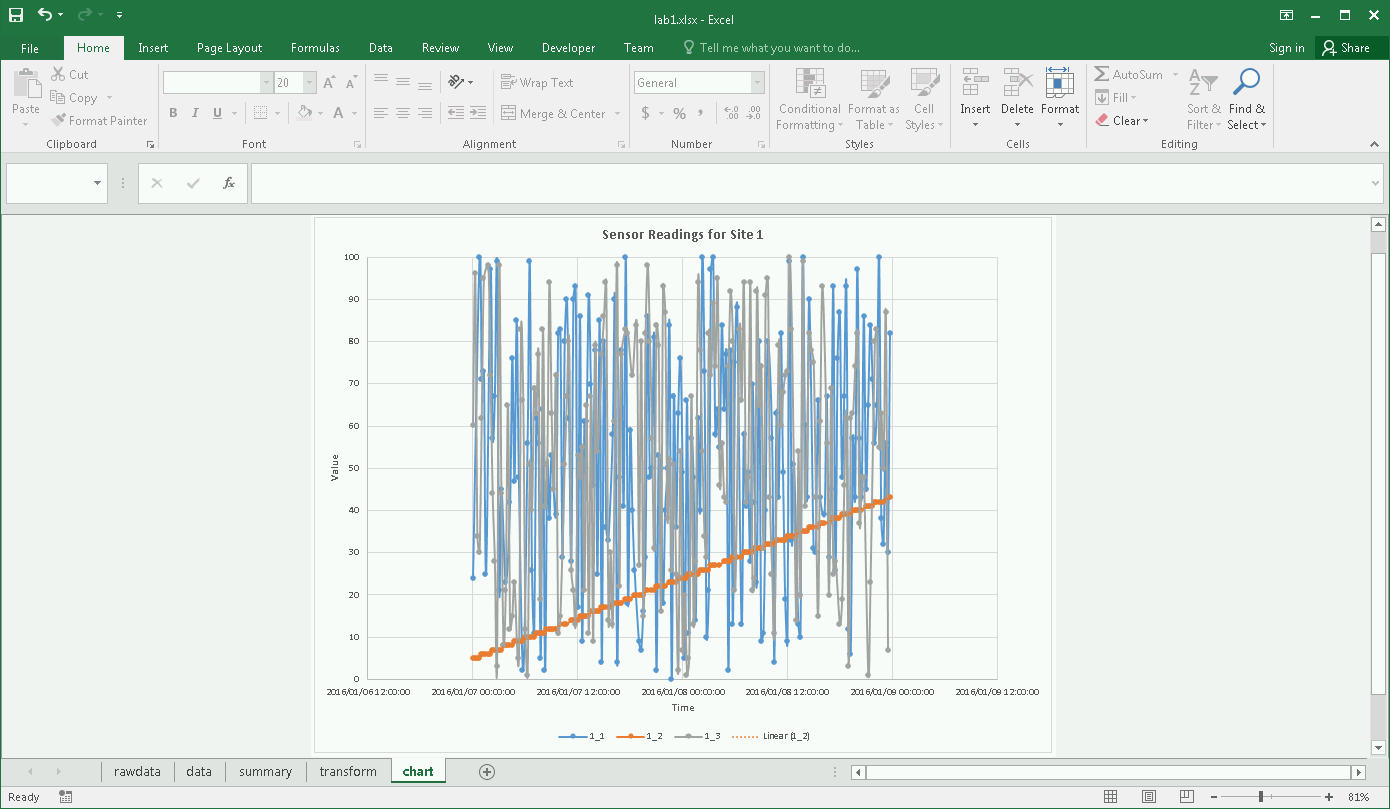 lab1.xlsx - Excel
File Home Insert Page Layout Formulas Data Review View Developer Team Tell me what you want to do... Sign in Share
Paste
Cut
Copy
Format Painter
Clipboard
20 A A
B I U A
Font
Wrap Text
Merge & Center
Alignment
General
$ % ,
Number
Conditional Formatting
Format as Table
Cell Styles
Styles
Insert
Delete
Format
Cells
AutoSum
Fill
Clear
Sort & Filter
Find & Select
Editing
fx
Sensor Readings for Site 1
100
90
80
70
60
50
40
30
20
10
0
Value
2016/01/06 12:00:00 2016/01/07 00:00:00 2016/01/07 12:00:00 2016/01/08 00:00:00 2016/01/08 12:00:00 2016/01/09 00:00:00 2016/01/09 12:00:00
Time
1_1 1_2 1_3 Linear (1_2)
rawdata data summary transform chart
Ready 81%